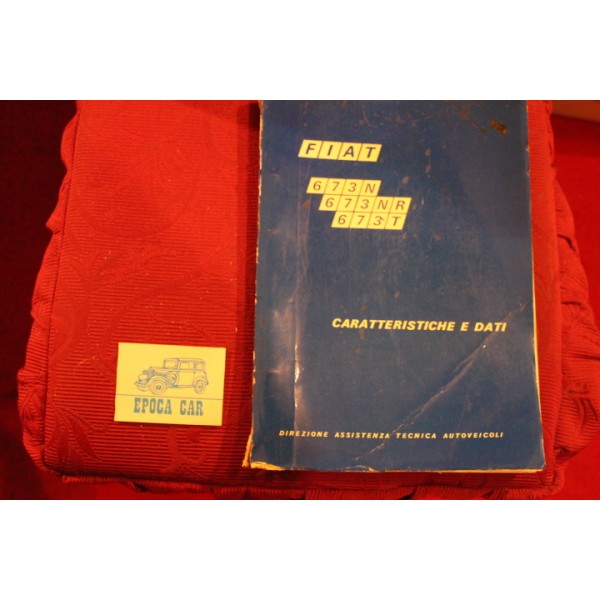 FIAT
673N
673NR
673T
CARATTERISTICHE E DATI
DIREZIONE ASSISTENZA TECNICA AUTOVEICOLI
EPOCA CAR